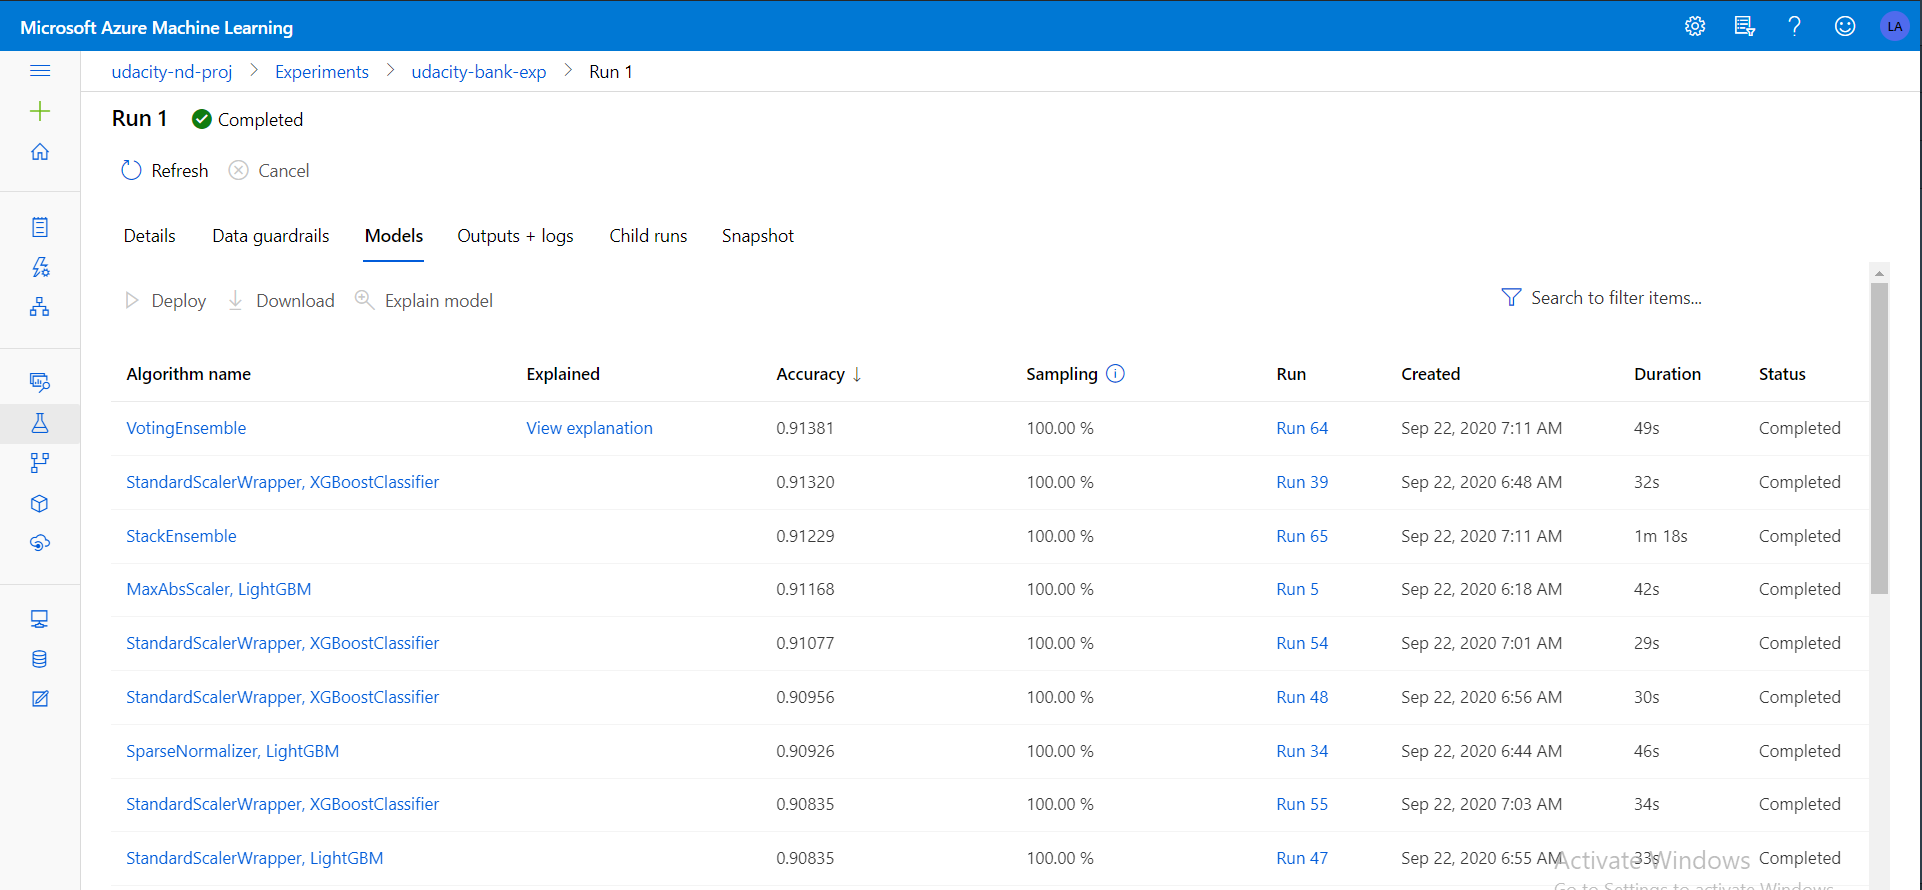 Microsoft Azure Machine Learning LA
udacity-nd-proj > Experiments > udacity-bank-exp > Run 1
Run 1 Completed
Refresh Cancel
Details Data guardrails Models Outputs + logs Child runs Snapshot
Deploy Download Explain model Search to filter items...
Algorithm name Explained Accuracy ↓ Sampling Run Created Duration Status
VotingEnsemble View explanation 0.91381 100.00 % Run 64 Sep 22, 2020 7:11 AM 49s Completed
StandardScalerWrapper, XGBoostClassifier 0.91320 100.00 % Run 39 Sep 22, 2020 6:48 AM 32s Completed
StackEnsemble 0.91229 100.00 % Run 65 Sep 22, 2020 7:11 AM 1m 18s Completed
MaxAbsScaler, LightGBM 0.91168 100.00 % Run 5 Sep 22, 2020 6:18 AM 42s Completed
StandardScalerWrapper, XGBoostClassifier 0.91077 100.00 % Run 54 Sep 22, 2020 7:01 AM 29s Completed
StandardScalerWrapper, XGBoostClassifier 0.90956 100.00 % Run 48 Sep 22, 2020 6:56 AM 30s Completed
SparseNormalizer, LightGBM 0.90926 100.00 % Run 34 Sep 22, 2020 6:44 AM 46s Completed
StandardScalerWrapper, XGBoostClassifier 0.90835 100.00 % Run 55 Sep 22, 2020 7:03 AM 34s Completed
StandardScalerWrapper, LightGBM 0.90835 100.00 % Run 47 Sep 22, 2020 6:55 AM 33s Completed
Activate Windows
Go to Settings to activate Windows.